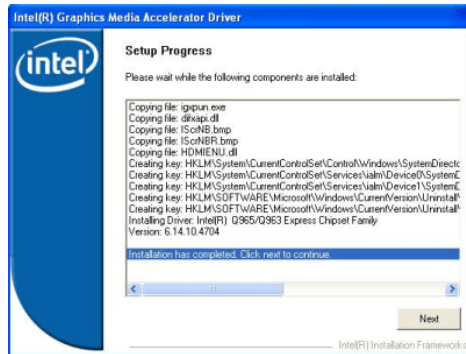 Intel(R) Graphics Media Accelerator Driver
intel
Setup Progress
Please wait while the following components are installed:
Copying file: igxpun.exe
Copying file: difxapi.dll
Copying file: IScrNB.bmp
Copying file: IScrNBR.bmp
Copying file: HDMIENU.dll
Creating key: HKLM\System\CurrentControlSet\Control\Windows\SystemDirecto
Creating key: HKLM\System\CurrentControlSet\Services\ialm\Device0\SystemD
Creating key: HKLM\System\CurrentControlSet\Services\ialm\Device1\SystemD
Creating key: HKLM\SOFTWARE\Microsoft\Windows\CurrentVersion\Uninstall\
Creating key: HKLM\SOFTWARE\Microsoft\Windows\CurrentVersion\Uninstall\
Installing Driver: Intel(R) Q965/Q963 Express Chipset Family
Version: 6.14.10.4704
Installation has completed. Click next to continue.
Next
Intel(R) Installation Frameworks